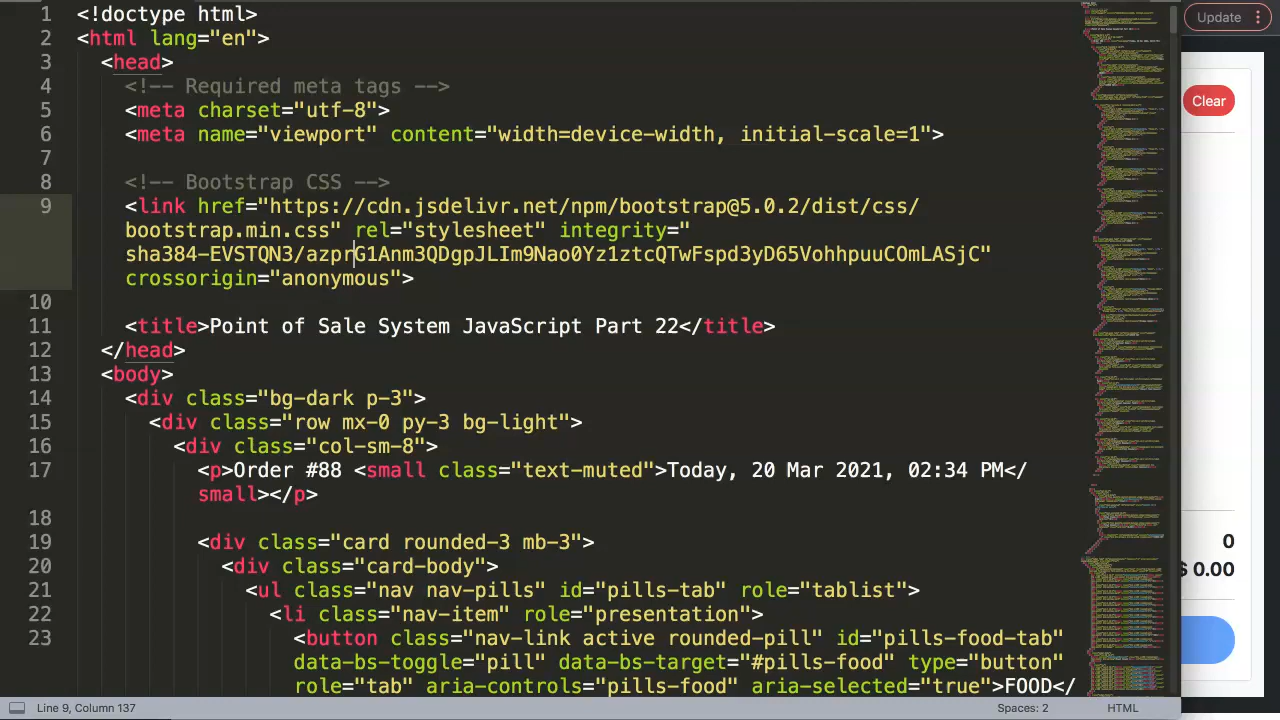 1 <!doctype html>
2 <html lang="en">
3 <head>
4 <!-- Required meta tags -->
5 <meta charset="utf-8">
6 <meta name="viewport" content="width=device-width, initial-scale=1">
7
8 <!-- Bootstrap CSS -->
9 <link href="https://cdn.jsdelivr.net/npm/bootstrap@5.0.2/dist/css/
bootstrap.min.css" rel="stylesheet" integrity="
sha384-EVSTQN3/azprG1Anm3QDgpJLIm9Nao0Yz1ztcQTwFspd3yD65VohhpuuCOmLASjC"
crossorigin="anonymous">
10
11 <title>Point of Sale System JavaScript Part 22</title>
12 </head>
13 <body>
14 <div class="bg-dark p-3">
15 <div class="row mx-0 py-3 bg-light">
16 <div class="col-sm-8">
17 <p>Order #88 <small class="text-muted">Today, 20 Mar 2021, 02:34 PM</
small></p>
18
19 <div class="card rounded-3 mb-3">
20 <div class="card-body">
21 <ul class="nav nav-pills" id="pills-tab" role="tablist">
22 <li class="nav-item" role="presentation">
23 <button class="nav-link active rounded-pill" id="pills-food-tab"
data-bs-toggle="pill" data-bs-target="#pills-food" type="button"
role="tab" aria-controls="pills-food" aria-selected="true">FOOD</
Line 9, Column 137
Spaces: 2
HTML
Update
Clear
0
$ 0.00